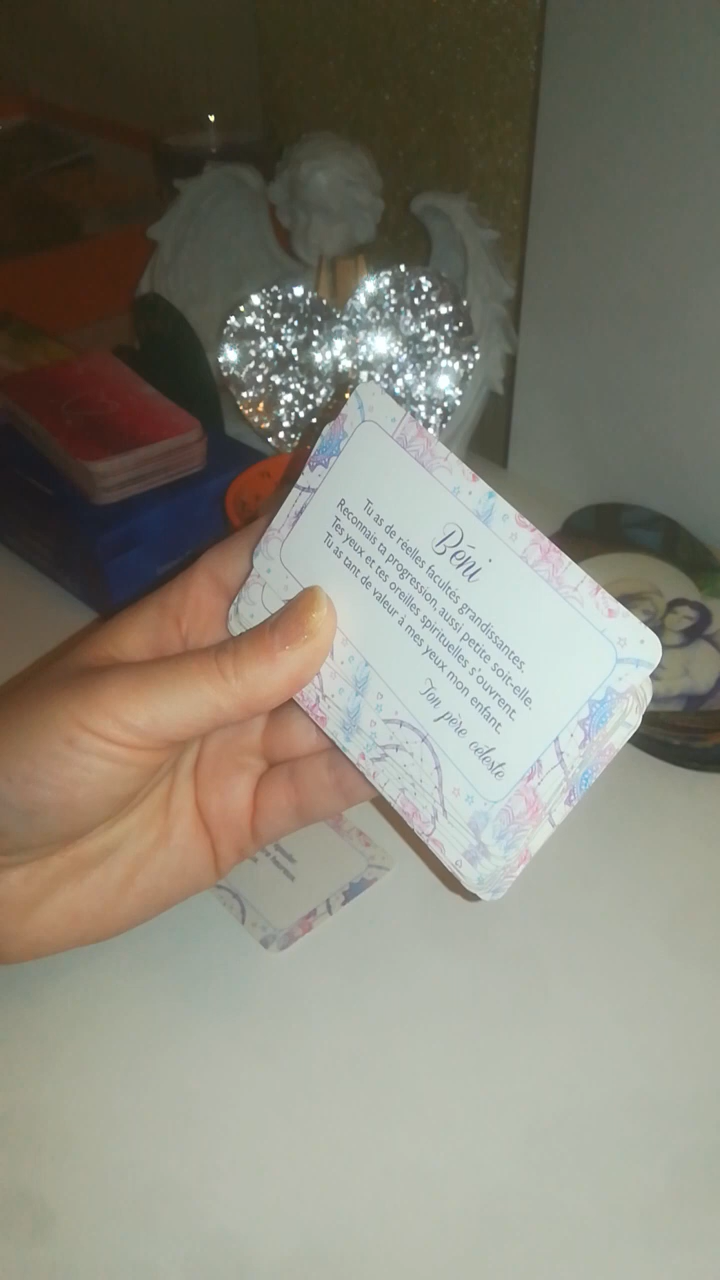 Béni
Tu as de réelles facultés grandissantes.
Reconnais ta progression, aussi petite soit-elle.
Tes yeux et tes oreilles spirituelles s'ouvrent.
Tu as tant de valeur à mes yeux mon enfant.
Ton père céleste